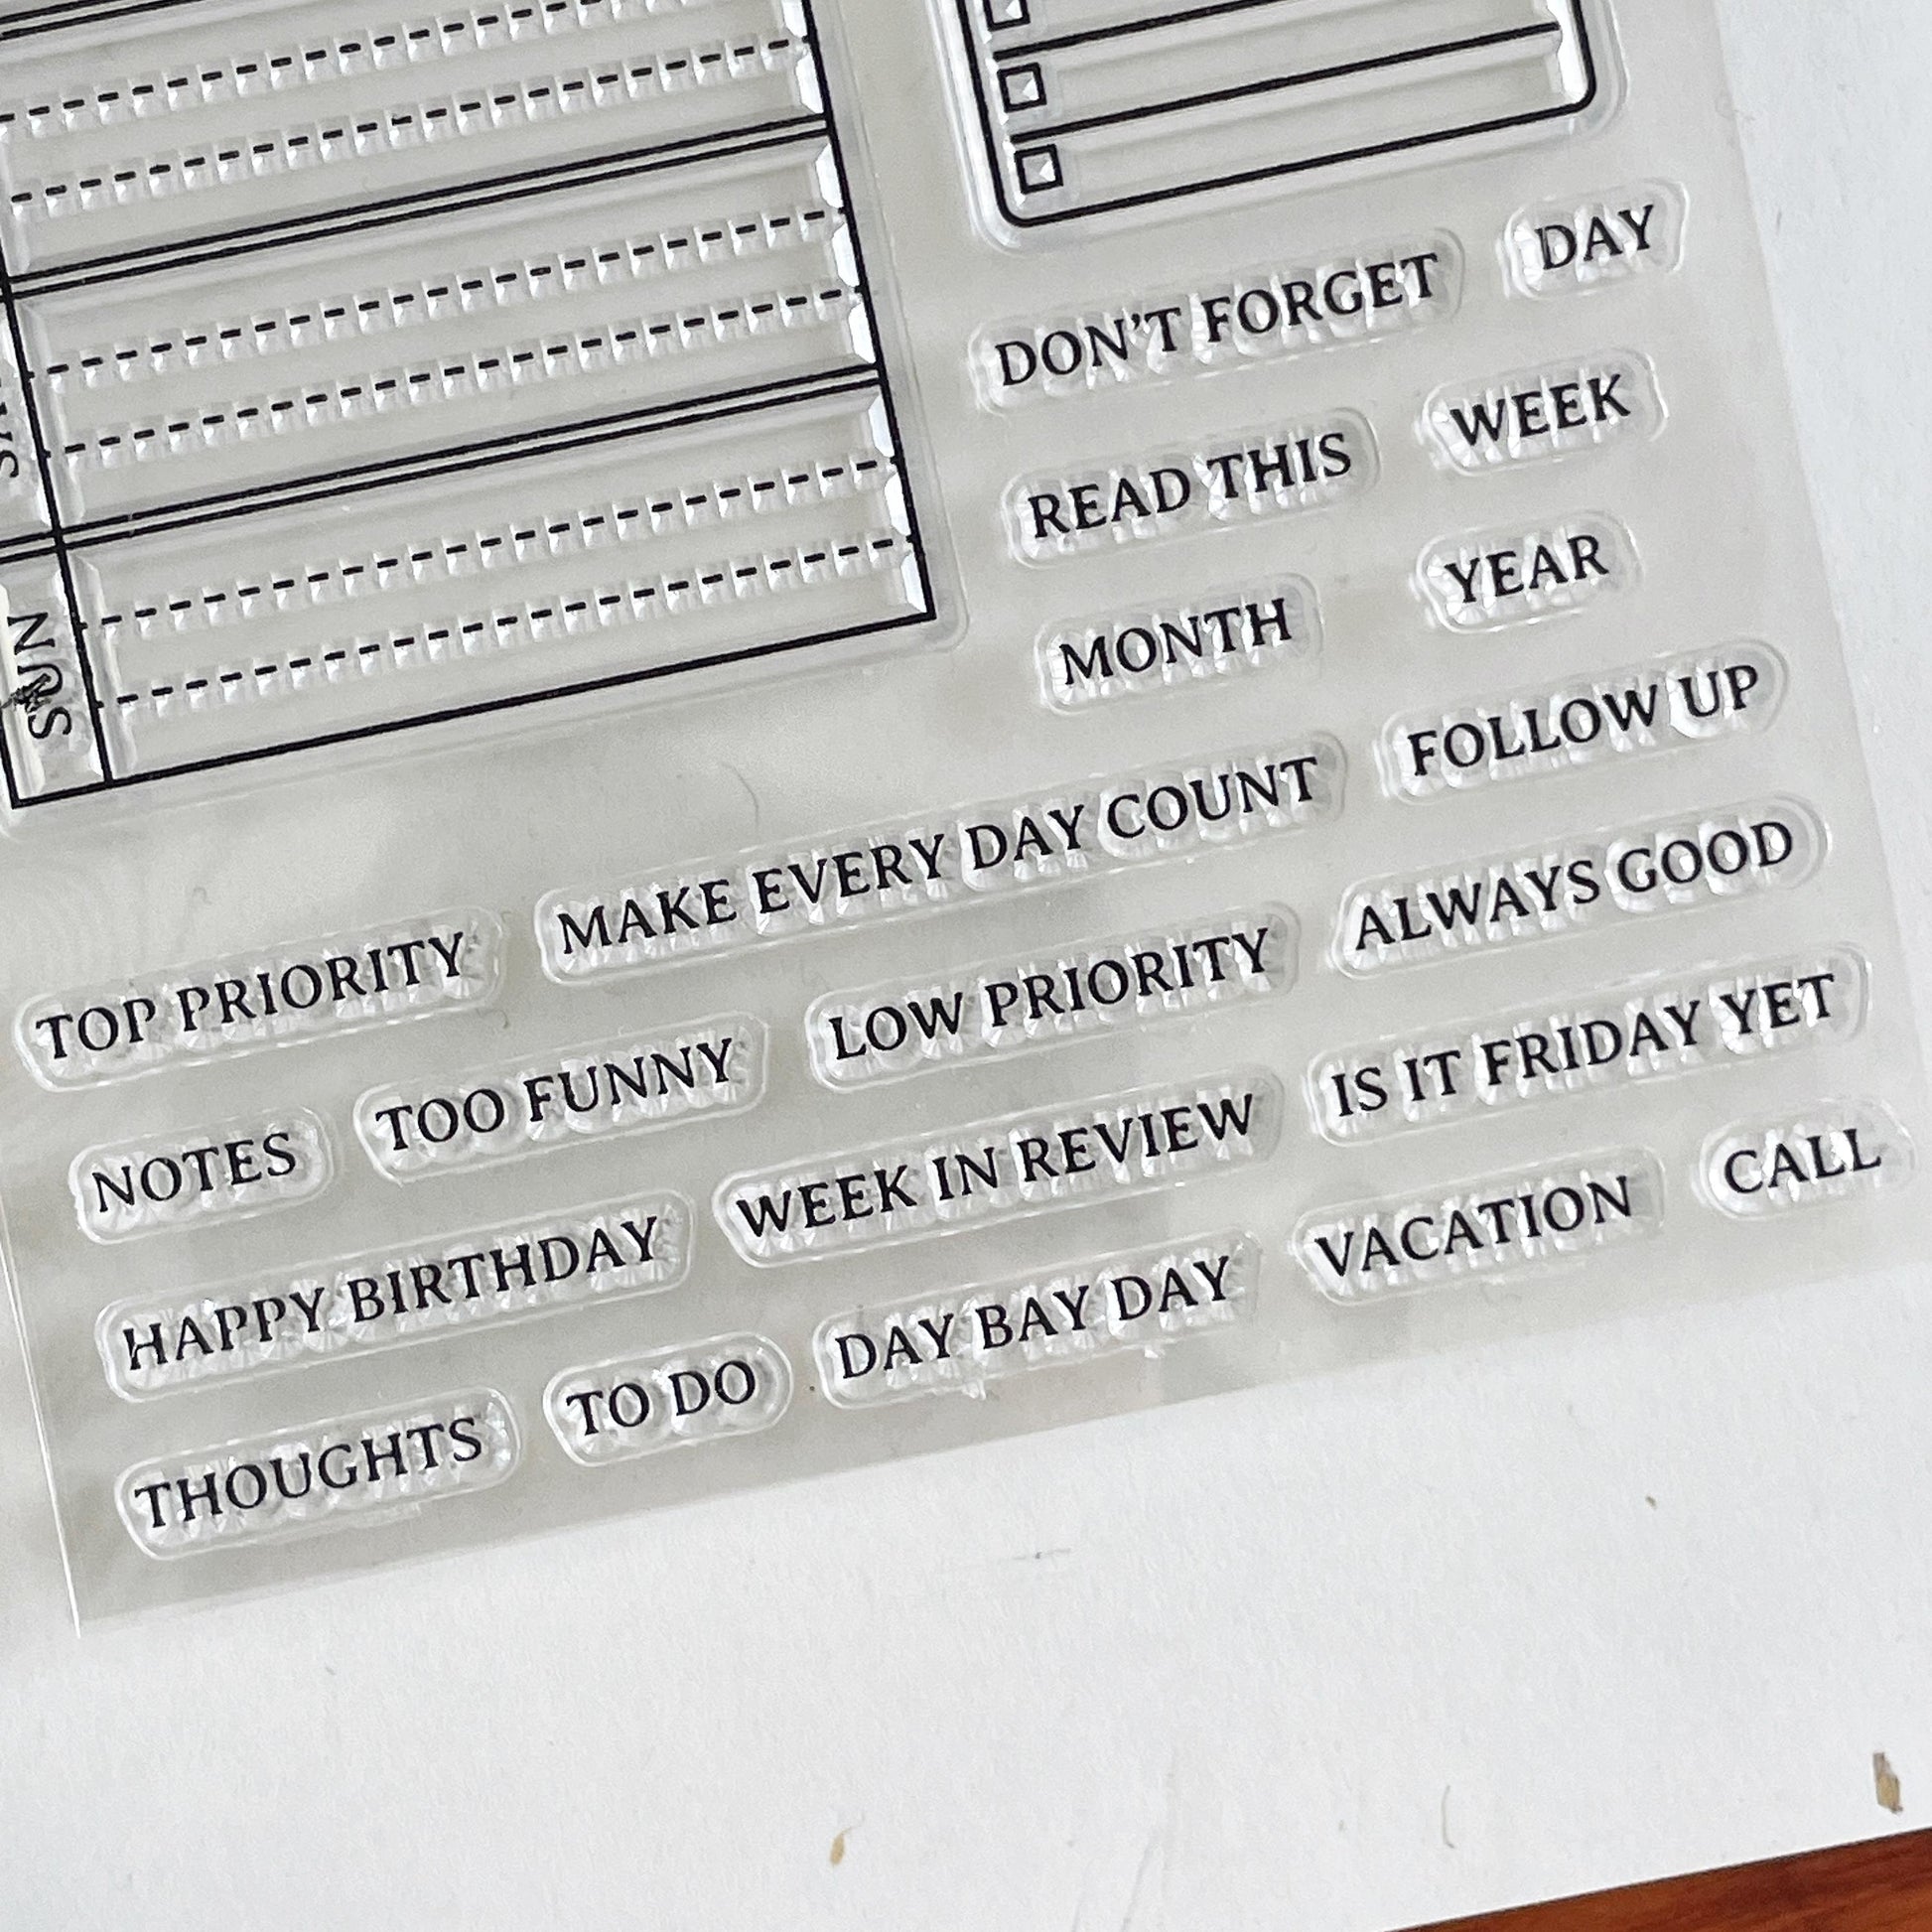 SUN
DON'T FORGET DAY
READ THIS WEEK
MONTH YEAR
TOP PRIORITY MAKE EVERY DAY COUNT FOLLOW UP
NOTES TOO FUNNY LOW PRIORITY ALWAYS GOOD
HAPPY BIRTHDAY WEEK IN REVIEW IS IT FRIDAY YET
THOUGHTS TO DO DAY BAY DAY VACATION CALL